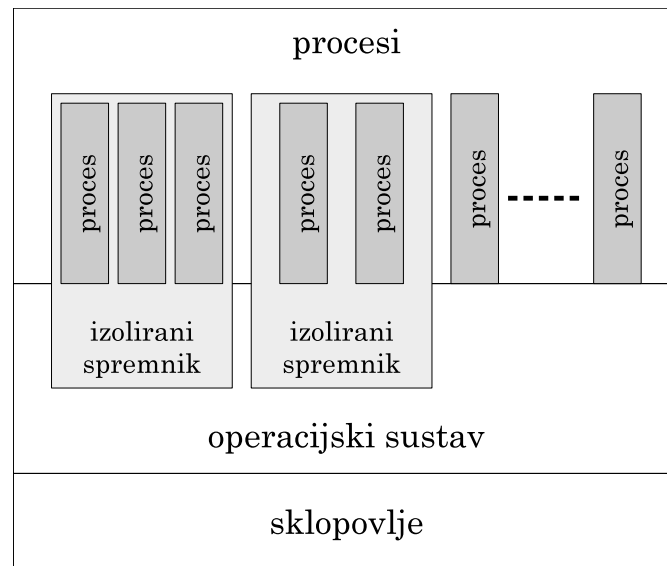 procesi
proces
proces
proces
proces
proces
proces
proces
izolirani
spremnik
izolirani
spremnik
operacijski sustav
sklopovlje